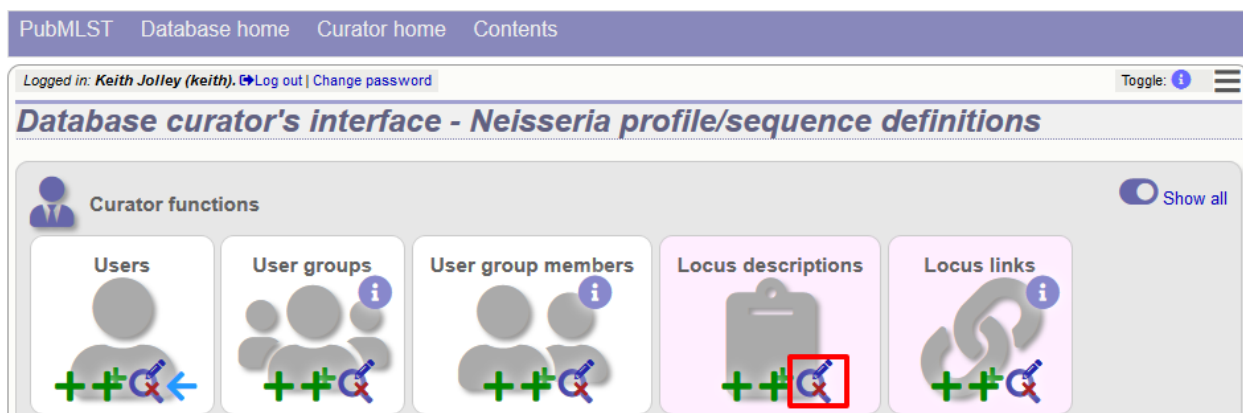 PubMLST Database home Curator home Contents
Logged in: Keith Jolley (keith). Log out | Change password Toggle:
Database curator's interface - Neisseria profile/sequence definitions
Curator functions Show all
Users User groups User group members Locus descriptions Locus links